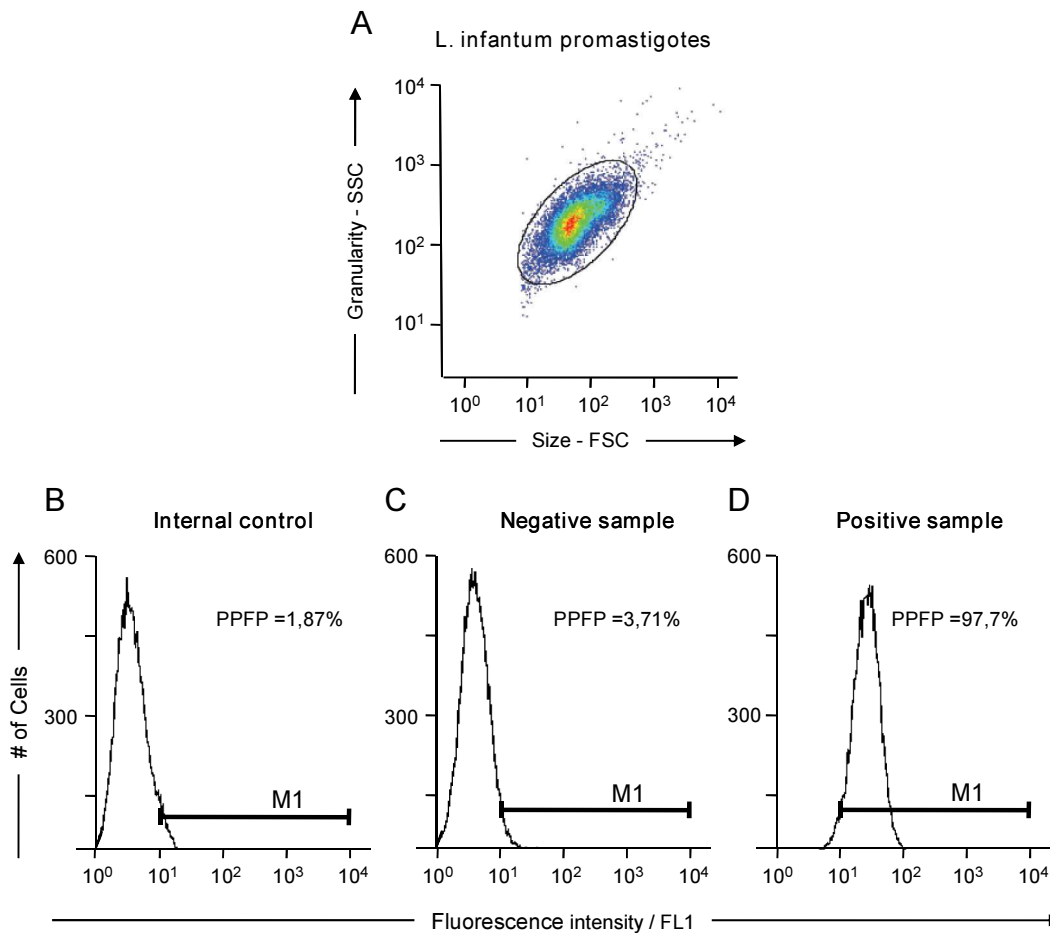 A
L. infantum promastigotes
Granularity - SSC
10⁴
10³
10²
10¹
10⁰ 10¹ 10² 10³ 10⁴
Size - FSC
B
Internal control
# of Cells
600
300
PPFP =1,87%
M1
10⁰ 10¹ 10² 10³ 10⁴
C
Negative sample
600
300
PPFP =3,71%
M1
10⁰ 10¹ 10² 10³ 10⁴
D
Positive sample
600
300
PPFP =97,7%
M1
10⁰ 10¹ 10² 10³ 10⁴
Fluorescence intensity / FL1